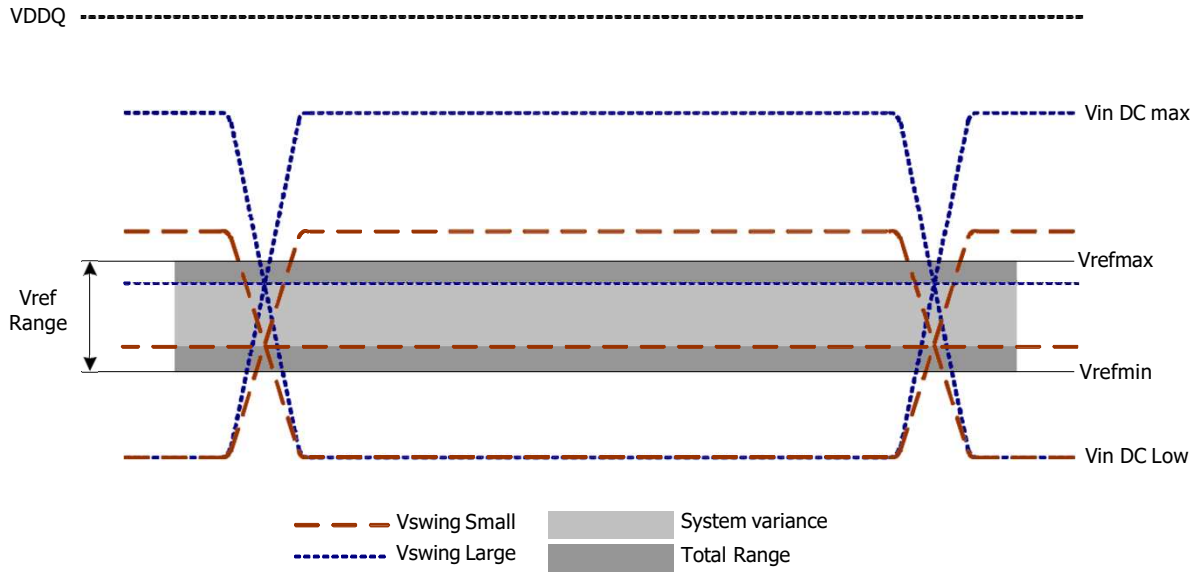 VDDQ
Vin DC max
Vrefmax
Vref
Range
Vrefmin
Vin DC Low
Vswing Small
System variance
Vswing Large
Total Range